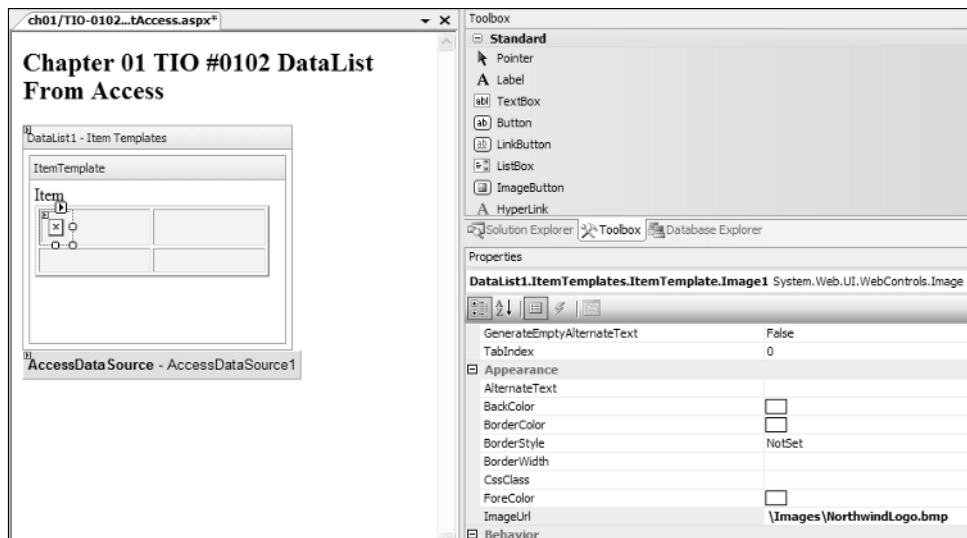 ch01/TIO-0102...tAccess.aspx*
Chapter 01 TIO #0102 DataList
From Access
DataList1 - Item Templates
ItemTemplate
Item
AccessDataSource - AccessDataSource1
Toolbox
Standard
Pointer
A Label
abl TextBox
ab Button
ab LinkButton
ListBox
ImageButton
A HyperLink
Solution Explorer Toolbox Database Explorer
Properties
DataList1.ItemTemplates.ItemTemplate.Image1 System.Web.UI.WebControls.Image
GenerateEmptyAlternateText False
TabIndex 0
Appearance
AlternateText
BackColor
BorderColor
BorderStyle NotSet
BorderWidth
CssClass
ForeColor
ImageUrl \Images\NorthwindLogo.bmp
Behavior